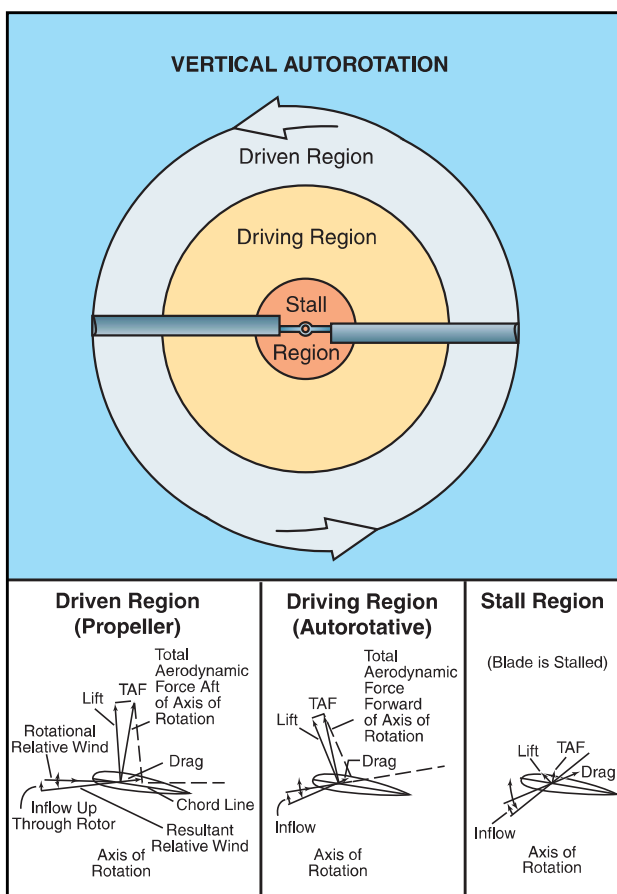 VERTICAL AUTOROTATION
Driven Region
Driving Region
Stall
Region
Driven Region
(Propeller)
Total
Aerodynamic
Force Aft
of Axis of
Rotation
TAF
Lift
Rotational
Relative Wind
Drag
Inflow Up
Through Rotor
Chord Line
Resultant
Relative Wind
Axis of
Rotation
Driving Region
(Autorotative)
Total
Aerodynamic
Force
Forward
of Axis of
Rotation
TAF
Lift
Drag
Inflow
Axis of
Rotation
Stall Region
(Blade is Stalled)
Lift
TAF
Drag
Inflow
Axis of
Rotation